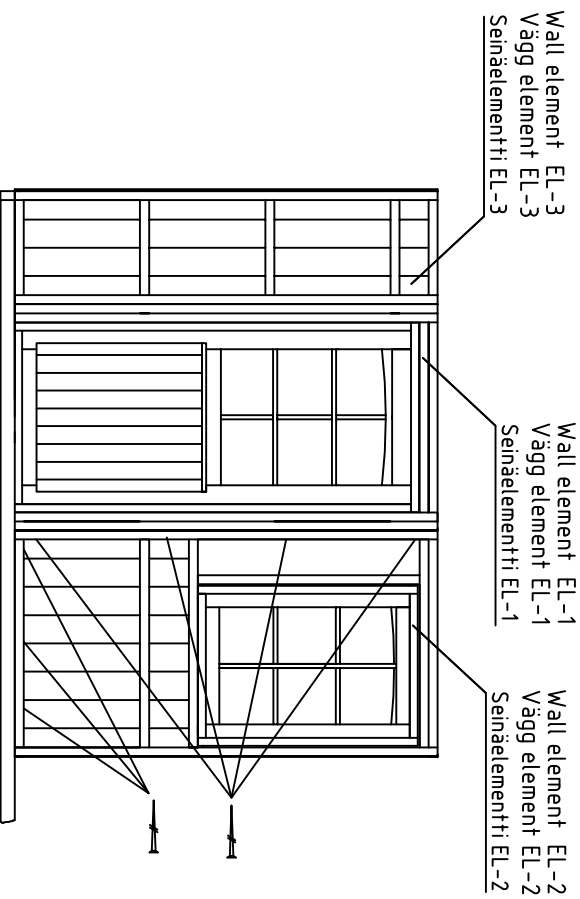 Wall element EL-3
Vägg element EL-3
Seinäelementti EL-3
Wall element EL-1
Vägg element EL-1
Seinäelementti EL-1
Wall element EL-2
Vägg element EL-2
Seinäelementti EL-2